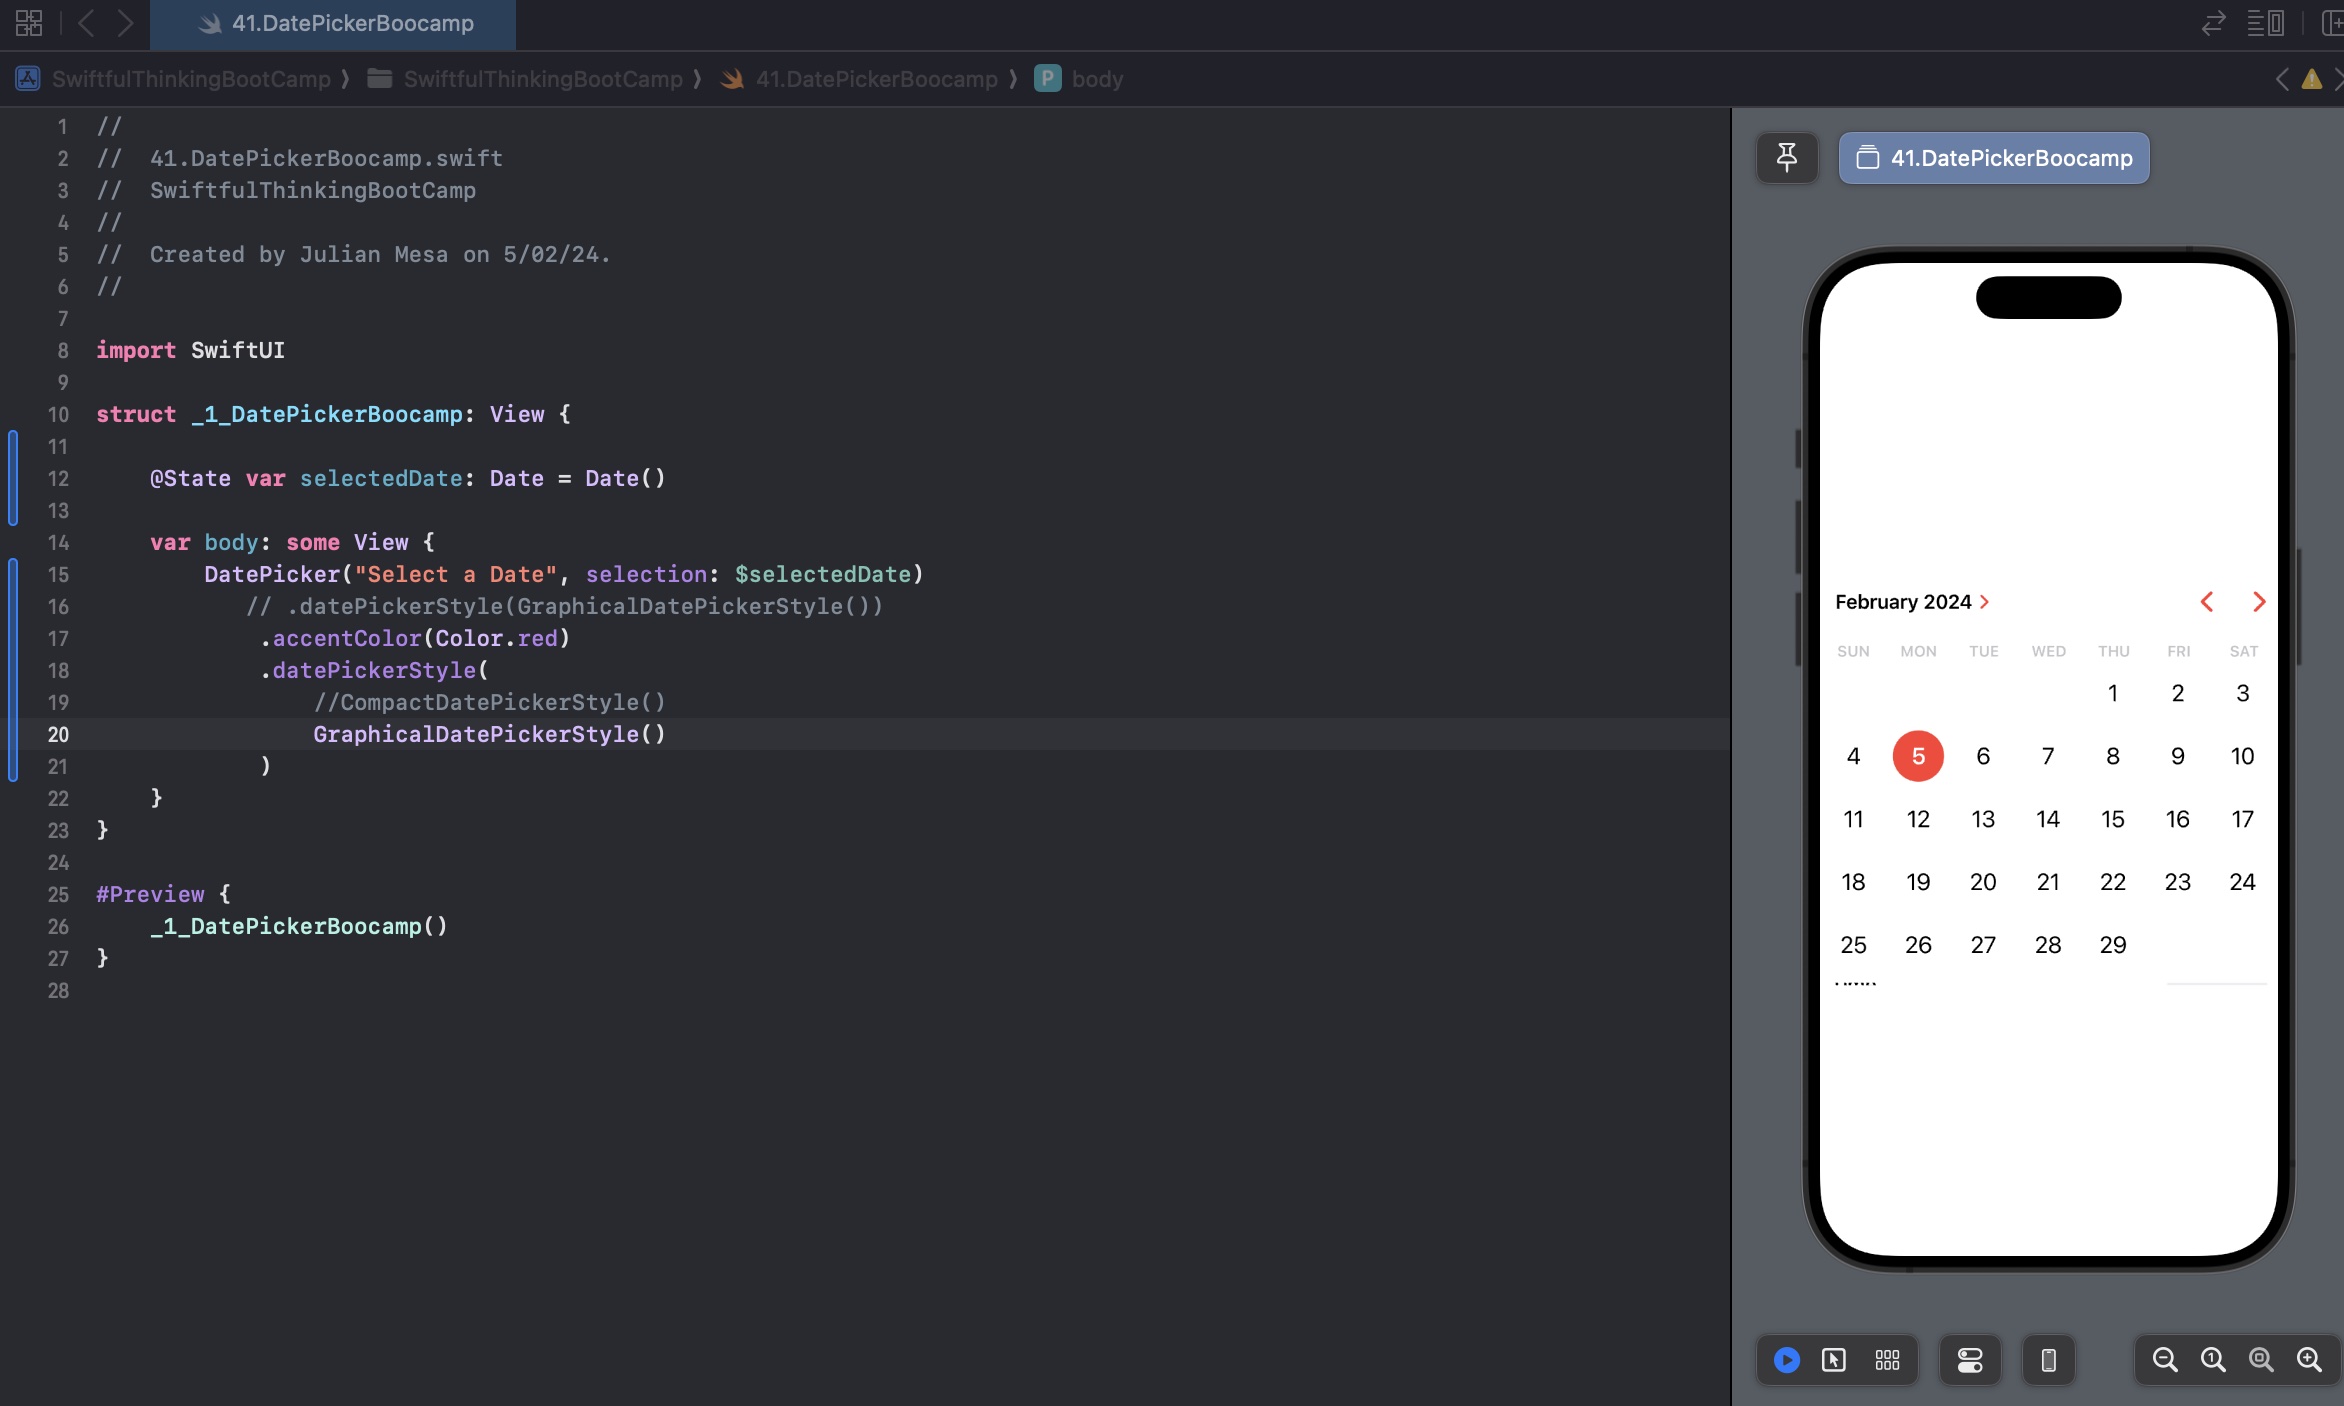 41.DatePickerBoocamp
SwiftfulThinkingBootCamp ⟩ SwiftfulThinkingBootCamp ⟩ 41.DatePickerBoocamp ⟩ P body
1 //
2 //  41.DatePickerBoocamp.swift
3 //  SwiftfulThinkingBootCamp
4 //
5 //  Created by Julian Mesa on 5/02/24.
6 //
7
8 import SwiftUI
9
10 struct _1_DatePickerBoocamp: View {
11
12     @State var selectedDate: Date = Date()
13
14     var body: some View {
15         DatePicker("Select a Date", selection: $selectedDate)
16            // .datePickerStyle(GraphicalDatePickerStyle())
17             .accentColor(Color.red)
18             .datePickerStyle(
19                 //CompactDatePickerStyle()
20                 GraphicalDatePickerStyle()
21             )
22     }
23 }
24
25 #Preview {
26     _1_DatePickerBoocamp()
27 }
28
41.DatePickerBoocamp
February 2024
SUN MON TUE WED THU FRI SAT
1 2 3
4 5 6 7 8 9 10
11 12 13 14 15 16 17
18 19 20 21 22 23 24
25 26 27 28 29